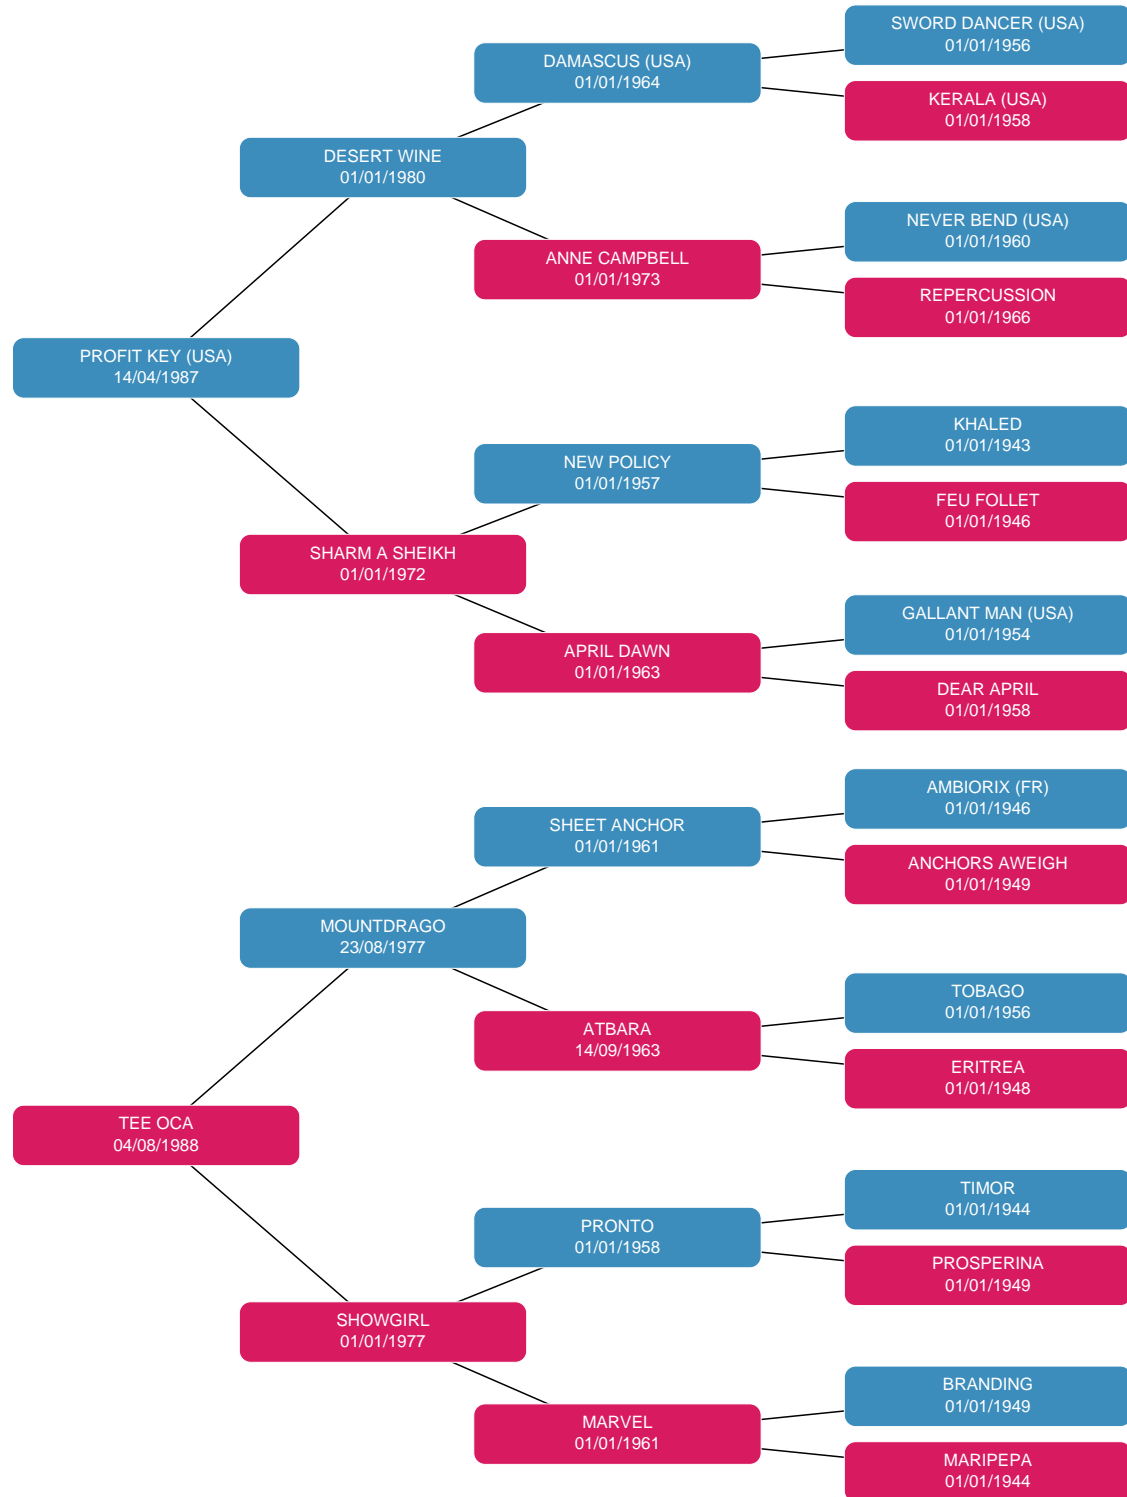 SWORD DANCER (USA)
01/01/1956
DAMASCUS (USA)
01/01/1964
KERALA (USA)
01/01/1958
DESERT WINE
01/01/1980
NEVER BEND (USA)
01/01/1960
ANNE CAMPBELL
01/01/1973
REPERCUSSION
01/01/1966
PROFIT KEY (USA)
14/04/1987
KHALED
01/01/1943
NEW POLICY
01/01/1957
FEU FOLLET
01/01/1946
SHARM A SHEIKH
01/01/1972
GALLANT MAN (USA)
01/01/1954
APRIL DAWN
01/01/1963
DEAR APRIL
01/01/1958
AMBIORIX (FR)
01/01/1946
SHEET ANCHOR
01/01/1961
ANCHORS AWEIGH
01/01/1949
MOUNTDRAGO
23/08/1977
TOBAGO
01/01/1956
ATBARA
14/09/1963
ERITREA
01/01/1948
TEE OCA
04/08/1988
TIMOR
01/01/1944
PRONTO
01/01/1958
PROSPERINA
01/01/1949
SHOWGIRL
01/01/1977
BRANDING
01/01/1949
MARVEL
01/01/1961
MARIPEPA
01/01/1944